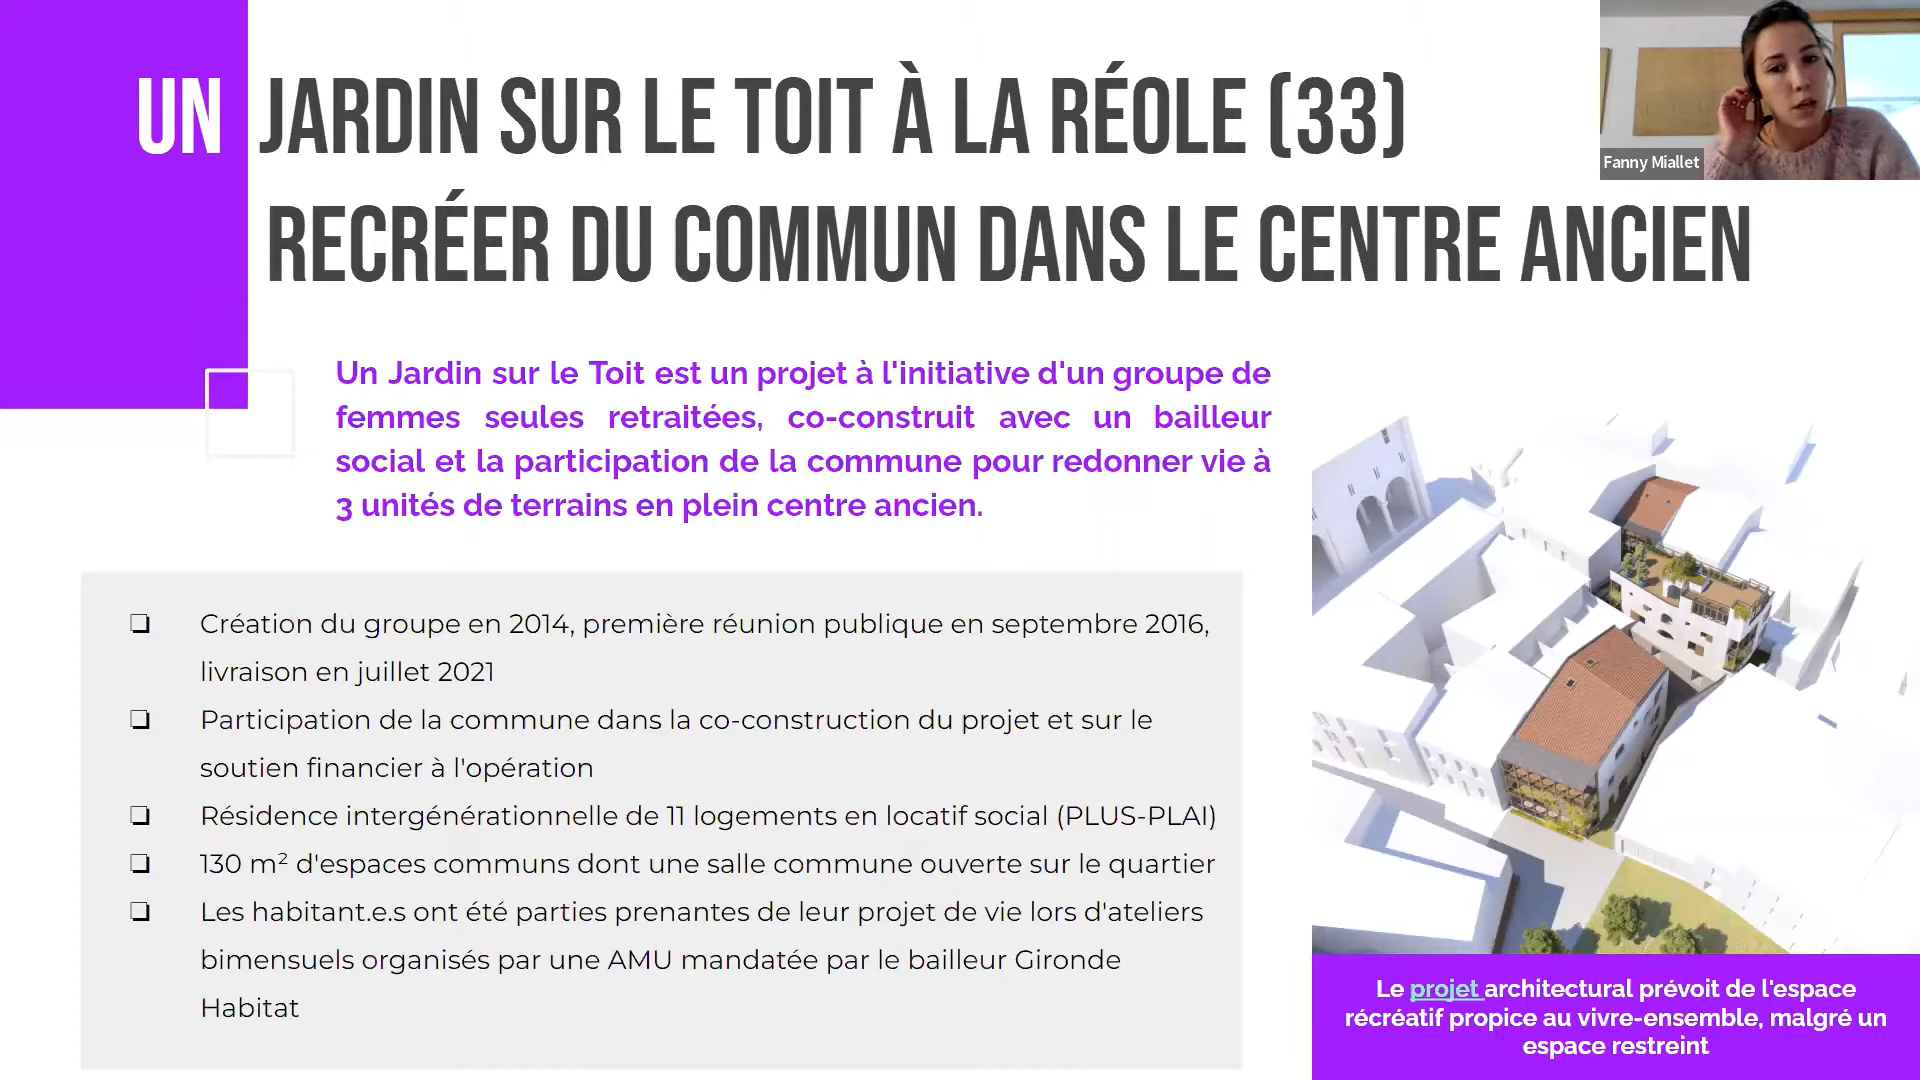 UN JARDIN SUR LE TOIT À LA RÉOLE (33)
RECRÉER DU COMMUN DANS LE CENTRE ANCIEN
Fanny Miallet
Un Jardin sur le Toit est un projet à l'initiative d'un groupe de
femmes seules retraitées, co-construit avec un bailleur
social et la participation de la commune pour redonner vie à
3 unités de terrains en plein centre ancien.
❏ Création du groupe en 2014, première réunion publique en septembre 2016,
livraison en juillet 2021
❏ Participation de la commune dans la co-construction du projet et sur le
soutien financier à l'opération
❏ Résidence intergénérationnelle de 11 logements en locatif social (PLUS-PLAI)
❏ 130 m² d'espaces communs dont une salle commune ouverte sur le quartier
❏ Les habitant.e.s ont été parties prenantes de leur projet de vie lors d'ateliers
bimensuels organisés par une AMU mandatée par le bailleur Gironde
Habitat
Le projet architectural prévoit de l'espace
récréatif propice au vivre-ensemble, malgré un
espace restreint